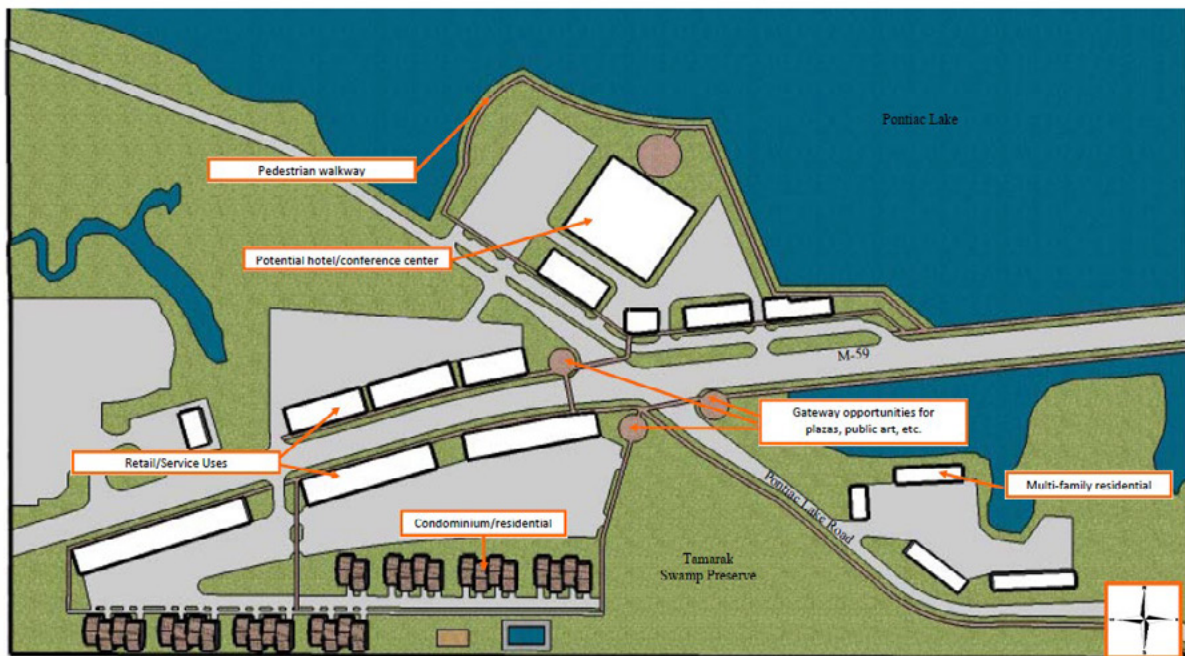 Pontiac Lake
Pedestrian walkway
Potential hotel/conference center
M-59
Gateway opportunities for
plazas, public art, etc.
Retail/Service Uses
Multi-family residential
Pontiac Lake Road
Condominium/residential
Tamarak
Swamp Preserve